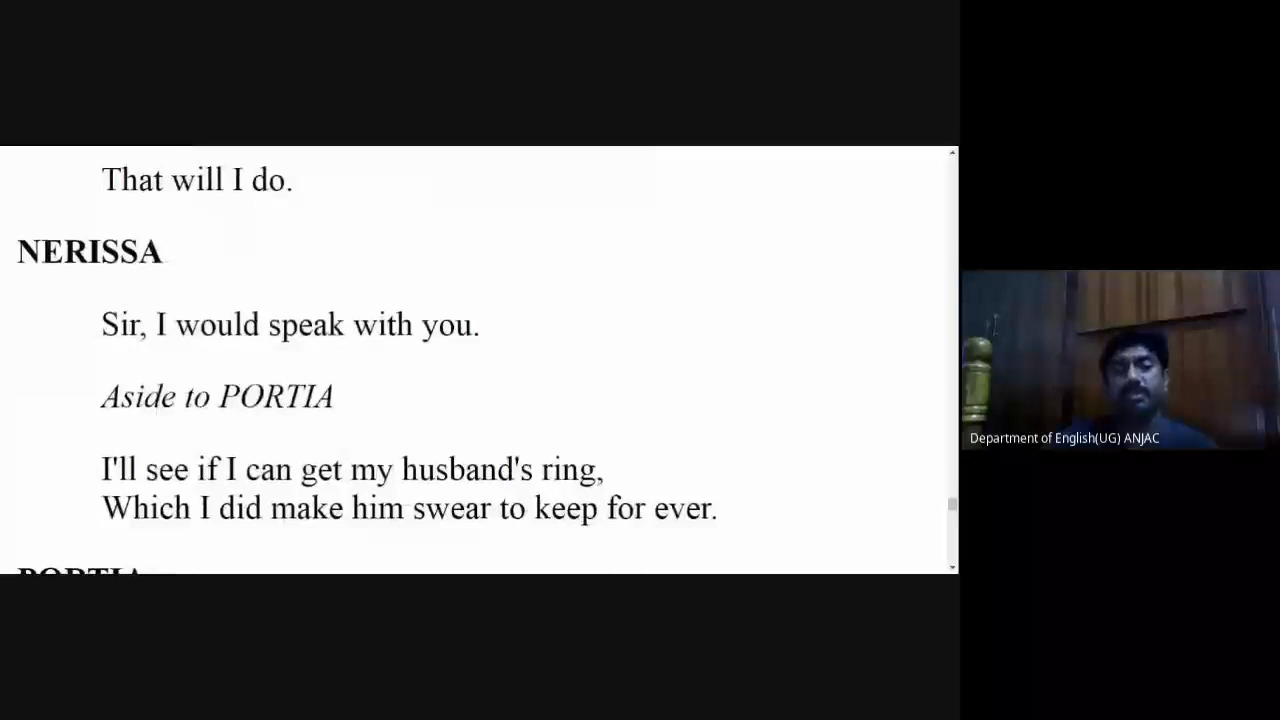 That will I do.
NERISSA
Sir, I would speak with you.
Aside to PORTIA
I'll see if I can get my husband's ring,
Which I did make him swear to keep for ever.
PORTIA
Department of English(UG) ANJAC